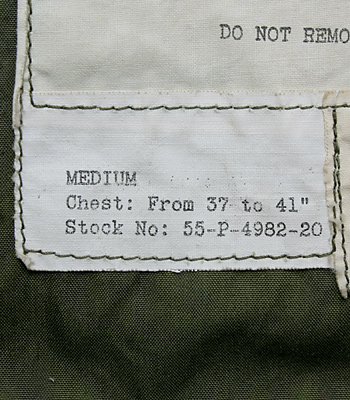 DO NOT REMO
MEDIUM
Chest: From 37 to 41"
Stock No: 55-P-4982-20